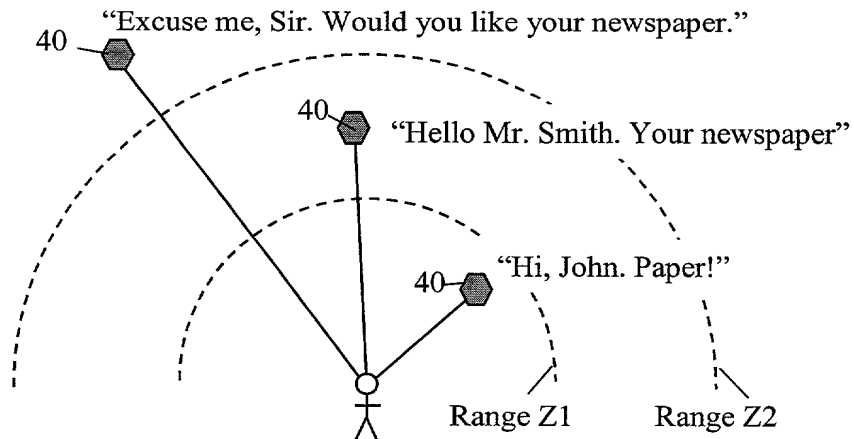 “Excuse me, Sir. Would you like your newspaper.”
40
40
“Hello Mr. Smith. Your newspaper”
“Hi, John. Paper!”
40
Range Z1
Range Z2